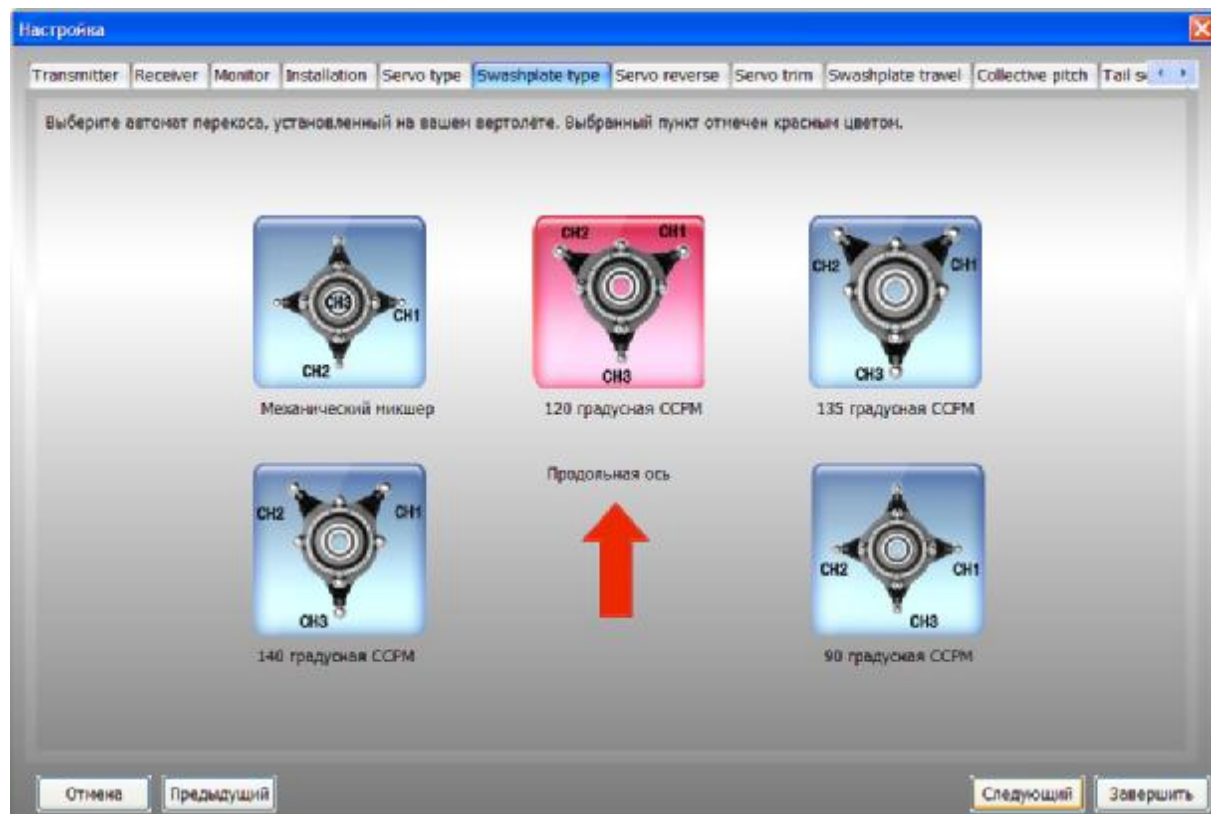 Настройка
Transmitter Receiver Monitor Installation Servo type Swashplate type Servo reverse Servo trim Swashplate travel Collective pitch Tail se
Выберите автомат перекоса, установленный на вашем вертолёте. Выбранный пункт отмечен красным цветом.
CH3
CH1
CH2
Механический микшер
CH2 CH1
CH3
120 градусная CCPM
CH2 CH1
CH3
135 градусная CCPM
CH2 CH1
CH3
140 градусная CCPM
Продольная ось
CH2 CH1
CH3
90 градусная CCPM
Отмена Предыдущий Следующий Завершить